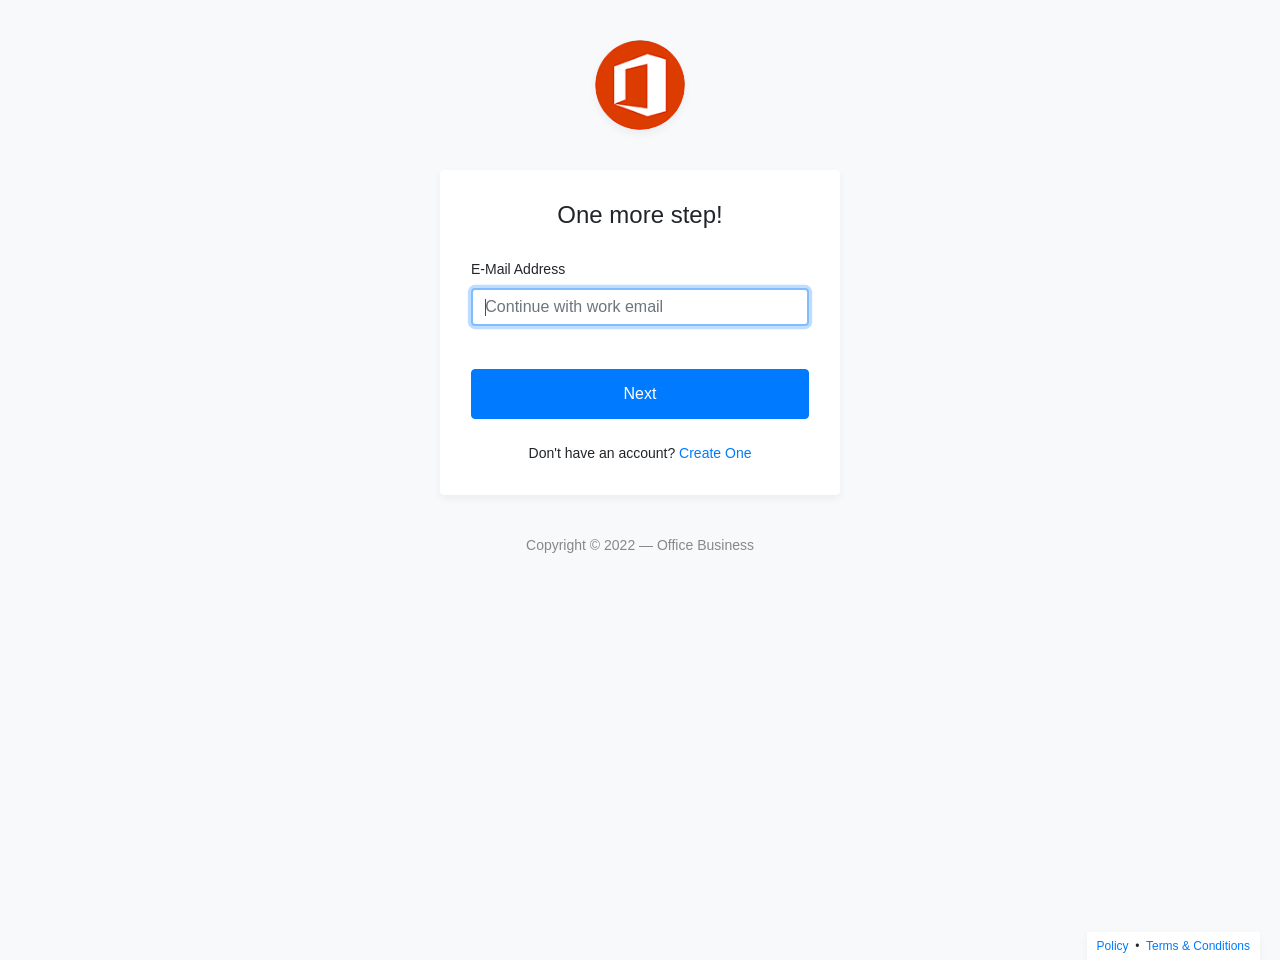 One more step!
E-Mail Address
Continue with work email
Next
Don't have an account? Create One
Copyright © 2022 — Office Business
Policy • Terms & Conditions